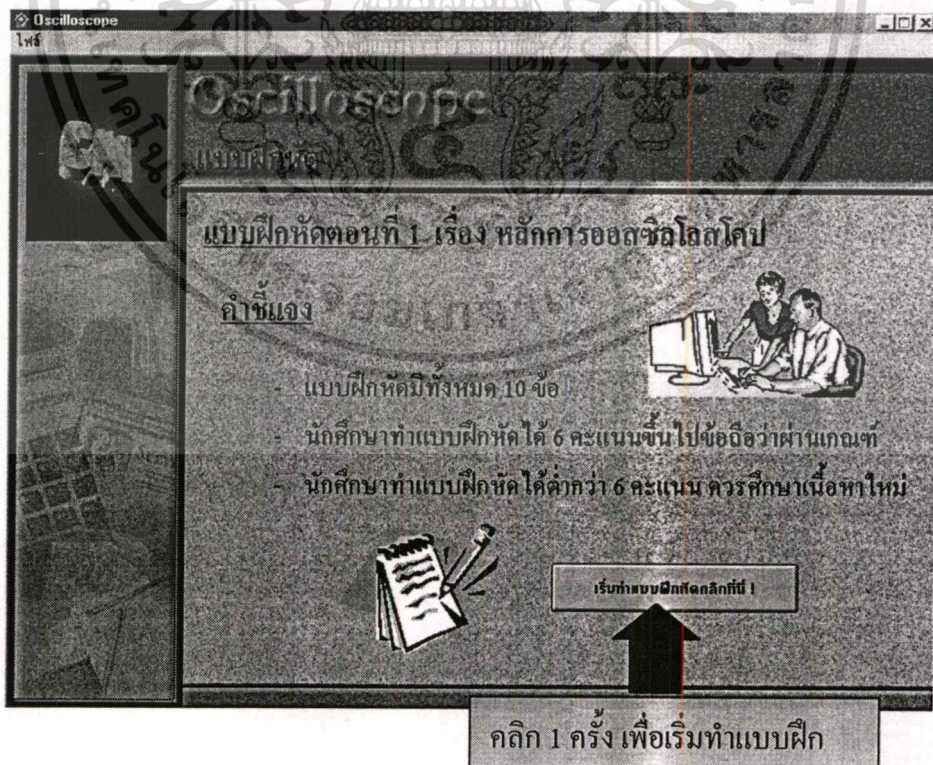 Oscilloscope
ไฟล์
Oscilloscope
แบบฝึกหัด
แบบฝึกหัดตอนที่ 1 เรื่อง หลักการออสซิลโลสโคป
คำชี้แจง
- แบบฝึกหัดมีทั้งหมด 10 ข้อ
- นักศึกษาทำแบบฝึกหัดได้ 6 คะแนนขึ้นไปข้อถือว่าผ่านเกณฑ์
- นักศึกษาทำแบบฝึกหัดได้ต่ำกว่า 6 คะแนน ควรศึกษาเนื้อหาใหม่
เริ่มทำแบบฝึกหัดคลิกที่นี่ !
คลิก 1 ครั้ง เพื่อเริ่มทำแบบฝึก